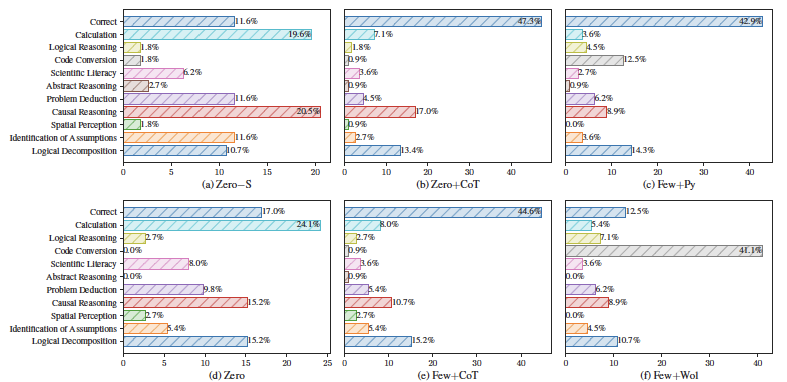 Correct 11.6% 47.3% 42.9%
Calculation 19.6% 7.1% 3.6%
Logical Reasoning 1.8% 1.8% 4.5%
Code Conversion 1.8% 0.9% 12.5%
Scientific Literacy 6.2% 3.6% 2.7%
Abstract Reasoning 2.7% 0.9% 0.9%
Problem Deduction 11.6% 4.5% 6.2%
Causal Reasoning 20.5% 17.0% 8.9%
Spatial Perception 1.8% 0.9% 0.0%
Identification of Assumptions 11.6% 2.7% 3.6%
Logical Decomposition 10.7% 13.4% 14.3%
0 5 10 15 20 0 10 20 30 40 0 10 20 30 40
(a) Zero−S (b) Zero+CoT (c) Few+Py
Correct 17.0% 44.6% 12.5%
Calculation 24.1% 8.0% 5.4%
Logical Reasoning 2.7% 2.7% 7.1%
Code Conversion 0.0% 0.9% 41.1%
Scientific Literacy 8.0% 3.6% 3.6%
Abstract Reasoning 0.0% 0.9% 0.0%
Problem Deduction 9.8% 5.4% 6.2%
Causal Reasoning 15.2% 10.7% 8.9%
Spatial Perception 2.7% 2.7% 0.0%
Identification of Assumptions 5.4% 5.4% 4.5%
Logical Decomposition 15.2% 15.2% 10.7%
0 5 10 15 20 25 0 10 20 30 40 0 10 20 30 40
(d) Zero (e) Few+CoT (f) Few+Wol